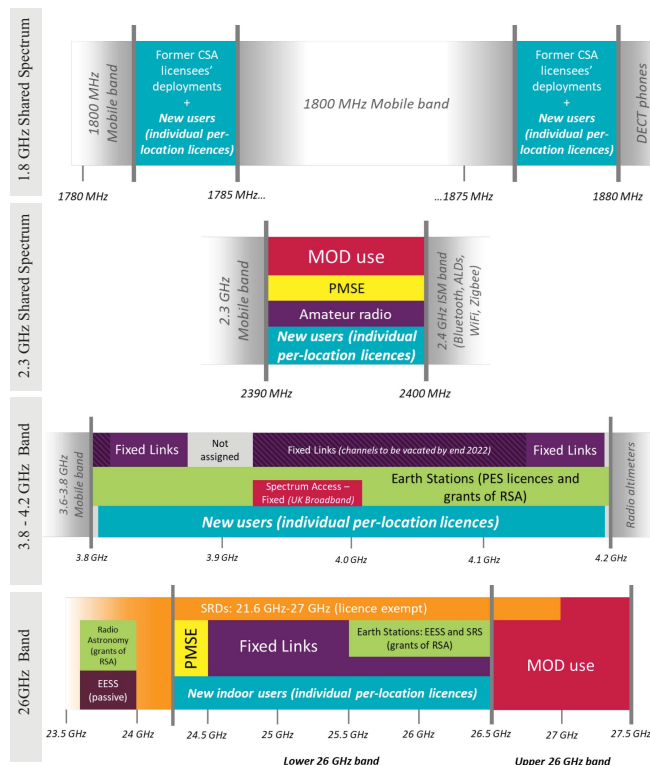 1.8 GHz Shared Spectrum
1800 MHz
Mobile band
Former CSA
licensees'
deployments
+
New users
(individual per-
location licences)
1800 MHz Mobile band
Former CSA
licensees'
deployments
+
New users
(individual per-
location licences)
DECT phones
1780 MHz
1785 MHz...
...1875 MHz
1880 MHz
2.3 GHz Shared Spectrum
2.3 GHz
Mobile band
MOD use
PMSE
Amateur radio
New users (individual
per-location licences)
2.4 GHz ISM band
(Bluetooth, ALDs,
WiFi, Zigbee)
2390 MHz
2400 MHz
3.8 - 4.2 GHz Band
3.6-3.8 GHz
Mobile band
Fixed Links
Not
assigned
Fixed Links (channels to be vacated by end 2022)
Fixed Links
Spectrum Access –
Fixed (UK Broadband)
Earth Stations (PES licences and
grants of RSA)
New users (individual per-location licences)
Radio altimeters
3.8 GHz
3.9 GHz
4.0 GHz
4.1 GHz
4.2 GHz
26GHz Band
SRDs: 21.6 GHz-27 GHz (licence exempt)
Radio
Astronomy
(grants of
RSA)
EESS
(passive)
PMSE
Fixed Links
Earth Stations: EESS and SRS
(grants of RSA)
New indoor users (individual per-location licences)
MOD use
23.5 GHz
24 GHz
24.5 GHz
25 GHz
25.5 GHz
26 GHz
26.5 GHz
27 GHz
27.5 GHz
Lower 26 GHz band
Upper 26 GHz band